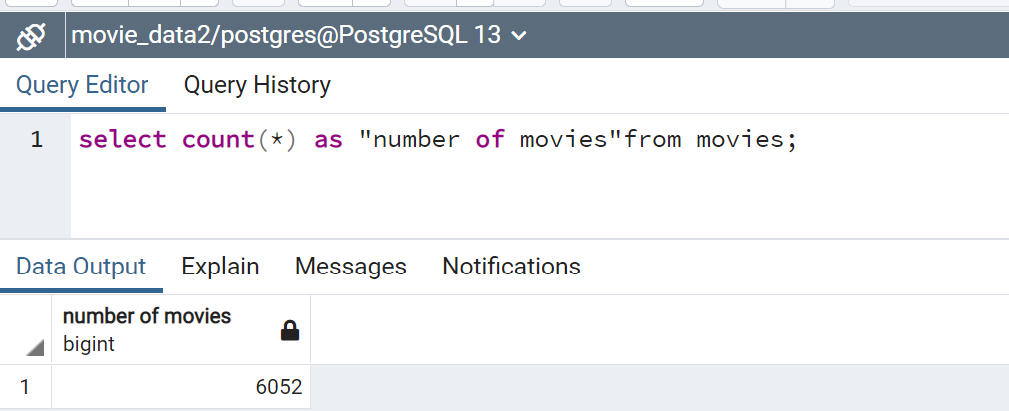 movie_data2/postgres@PostgreSQL 13
Query Editor Query History
1 select count(*) as "number of movies"from movies;
Data Output Explain Messages Notifications
number of movies
bigint
1 6052